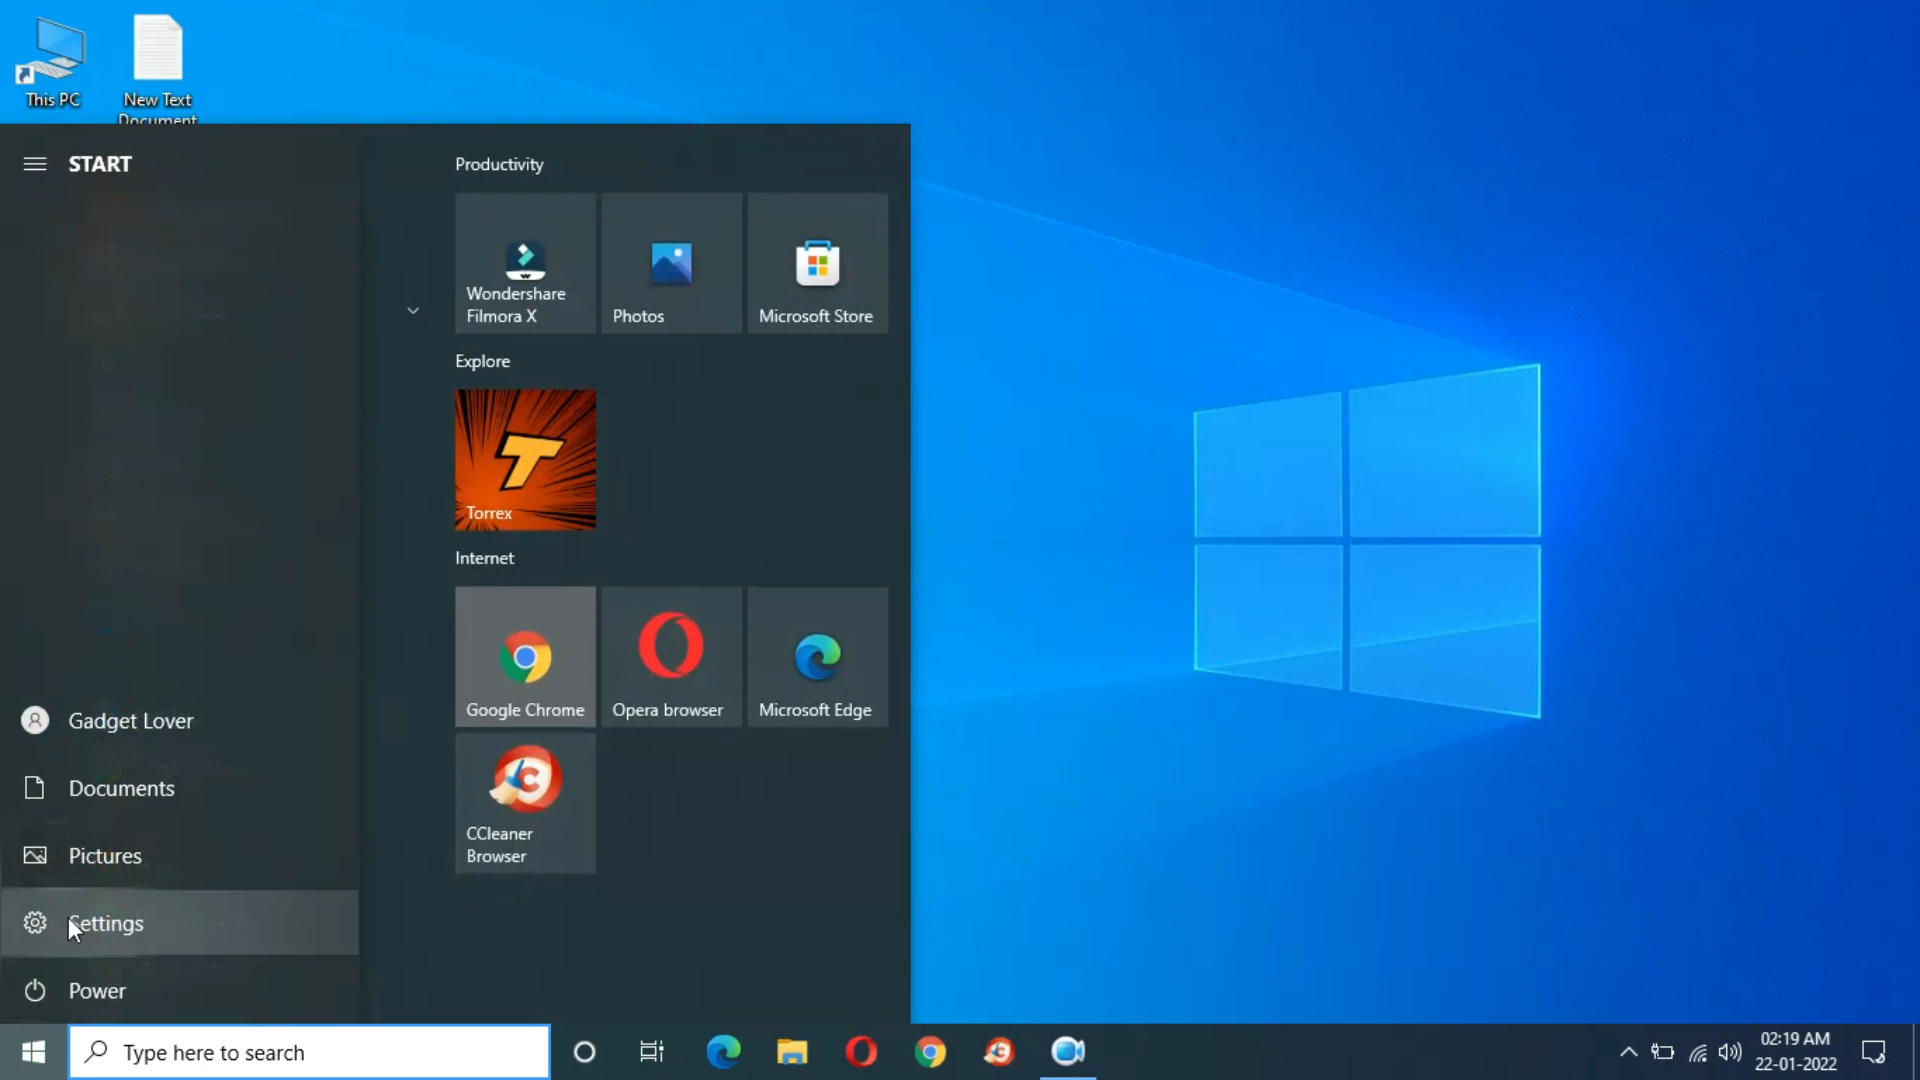 This PC
New Text
Document
START
Productivity
Wondershare
Filmora X
Photos
Microsoft Store
Explore
Torrex
Internet
Google Chrome
Opera browser
Microsoft Edge
CCleaner
Browser
Gadget Lover
Documents
Pictures
Settings
Power
Type here to search
02:19 AM
22-01-2022